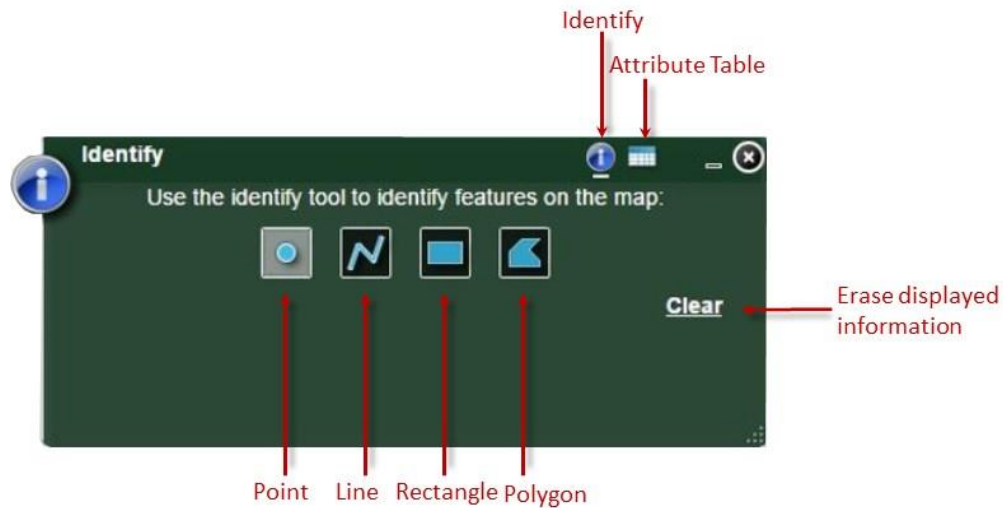 Identify
Attribute Table
Identify
Use the identify tool to identify features on the map:
Clear
Erase displayed
information
Point Line Rectangle Polygon